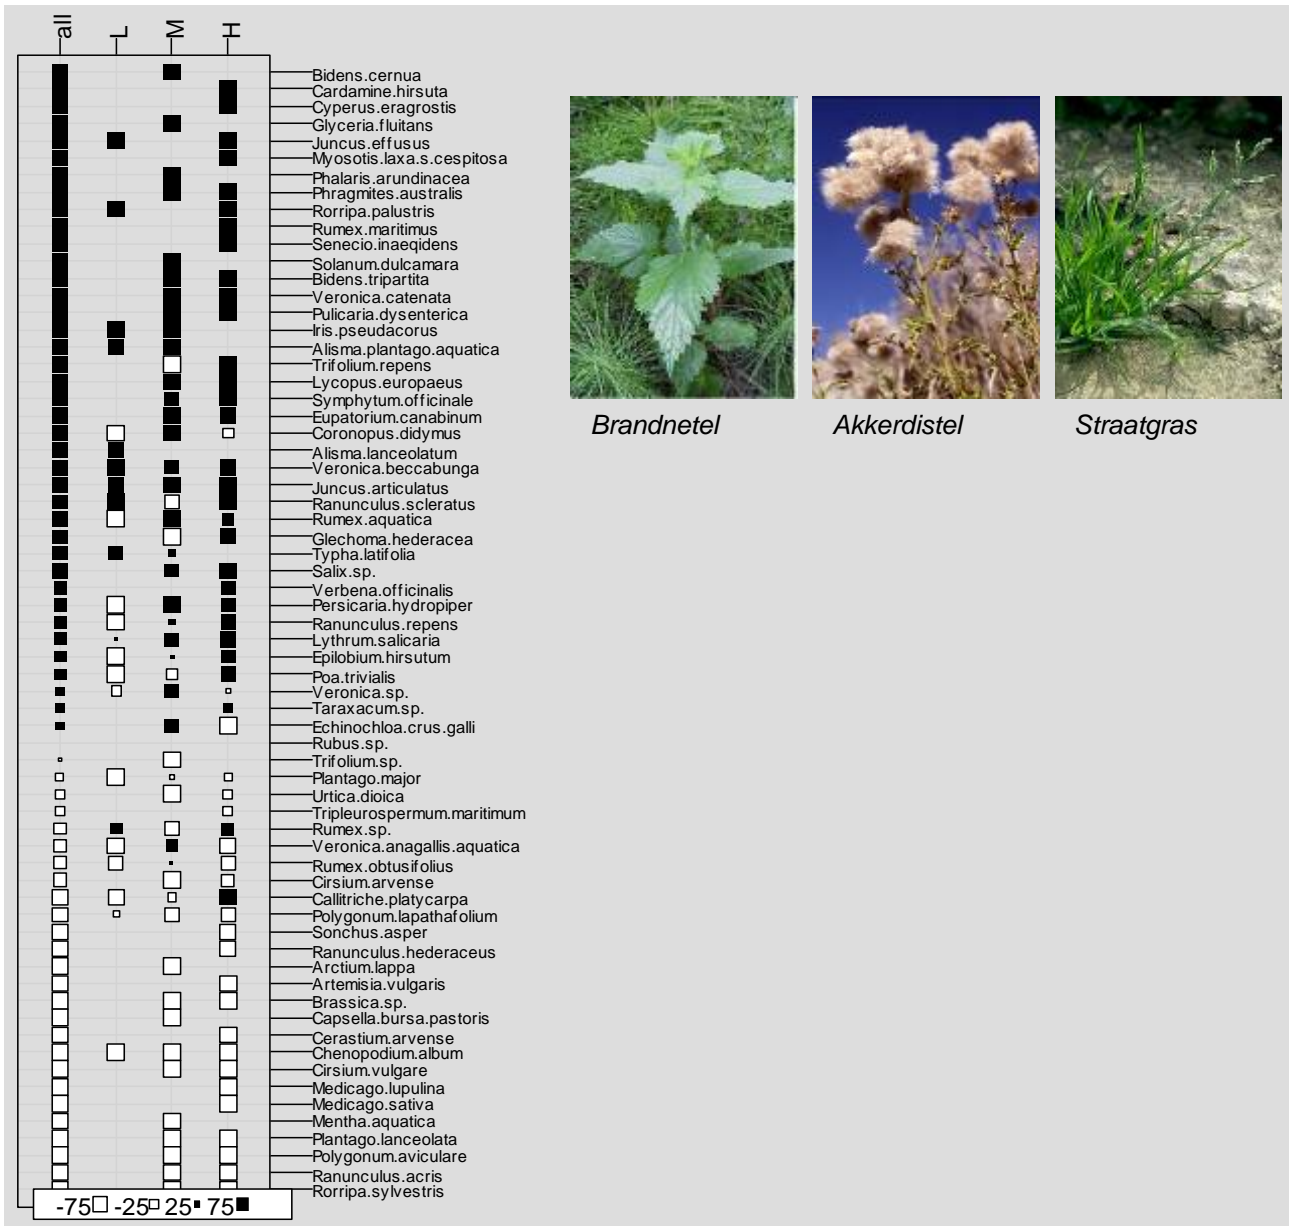 all L M H
Bidens.cernua
Cardamine.hirsuta
Cyperus.eragrostis
Glyceria.fluitans
Juncus.effusus
Myosotis.laxa.s.cespitosa
Phalaris.arundinacea
Phragmites.australis
Rorripa.palustris
Rumex.maritimus
Senecio.inaeqidens
Solanum.dulcamara
Bidens.tripartita
Veronica.catenata
Pulicaria.dysenterica
Iris.pseudacorus
Alisma.plantago.aquatica
Trifolium.repens
Lycopus.europaeus
Symphytum.officinale
Eupatorium.canabinum
Coronopus.didymus
Alisma.lanceolatum
Veronica.beccabunga
Juncus.articulatus
Ranunculus.scleratus
Rumex.aquatica
Glechoma.hederacea
Typha.latifolia
Salix.sp.
Verbena.officinalis
Persicaria.hydropiper
Ranunculus.repens
Lythrum.salicaria
Epilobium.hirsutum
Poa.trivialis
Veronica.sp.
Taraxacum.sp.
Echinochloa.crus.galli
Rubus.sp.
Trifolium.sp.
Plantago.major
Urtica.dioica
Tripleurospermum.maritimum
Rumex.sp.
Veronica.anagallis.aquatica
Rumex.obtusifolius
Cirsium.arvense
Callitriche.platycarpa
Polygonum.lapathafolium
Sonchus.asper
Ranunculus.hederaceus
Arctium.lappa
Artemisia.vulgaris
Brassica.sp.
Capsella.bursa.pastoris
Cerastium.arvense
Chenopodium.album
Cirsium.vulgare
Medicago.lupulina
Medicago.sativa
Mentha.aquatica
Plantago.lanceolata
Polygonum.aviculare
Ranunculus.acris
Rorripa.sylvestris
-75 -25 25 75
Brandnetel
Akkerdistel
Straatgras